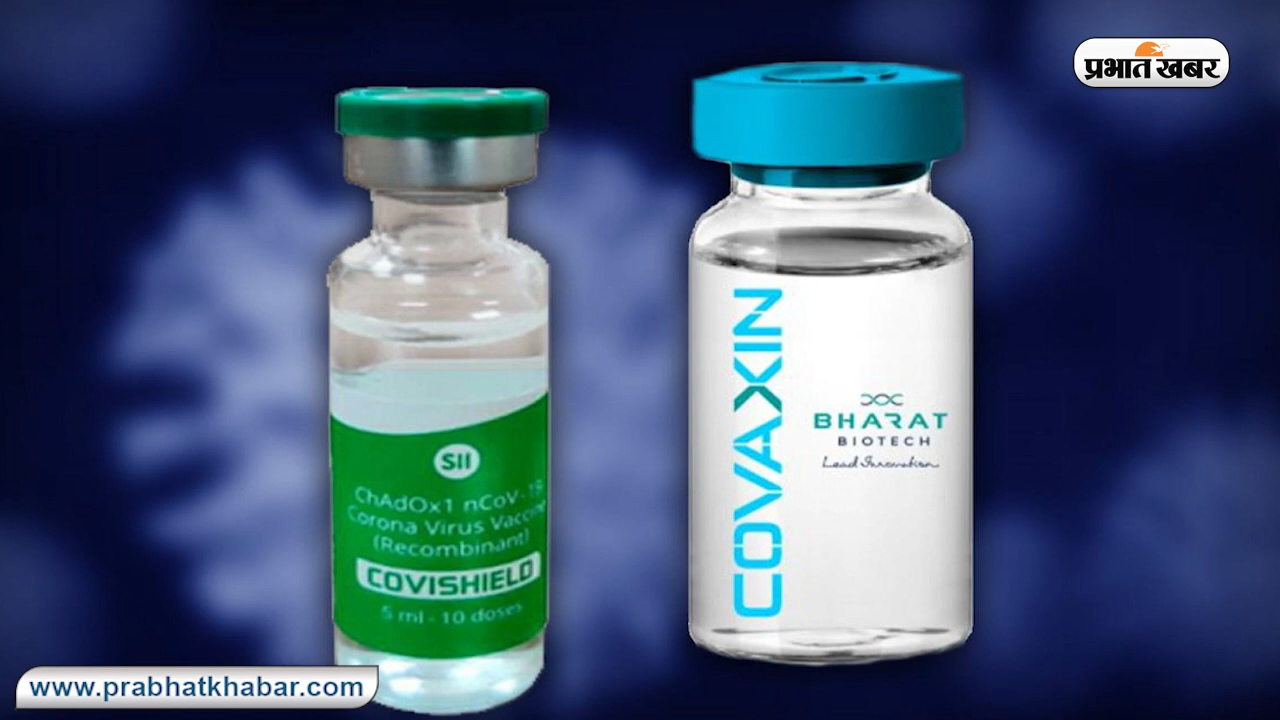 प्रभात खबर
SII
ChAdOx1 nCoV-19
Corona Virus Vaccine
(Recombinant)
COVISHIELD
5 ml - 10 doses
COVAXIN
BHARAT
BIOTECH
Lead Innovation
www.prabhatkhabar.com